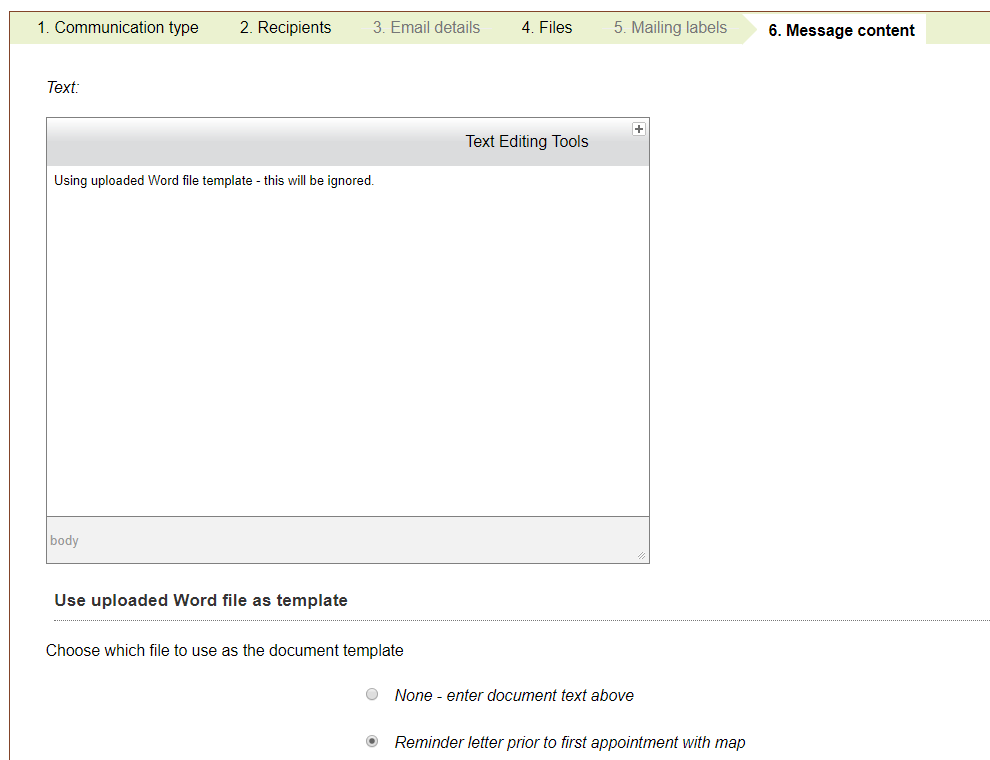 1. Communication type 2. Recipients 3. Email details 4. Files 5. Mailing labels 6. Message content
Text:
Text Editing Tools
Using uploaded Word file template - this will be ignored.
body
Use uploaded Word file as template
Choose which file to use as the document template
None - enter document text above
Reminder letter prior to first appointment with map